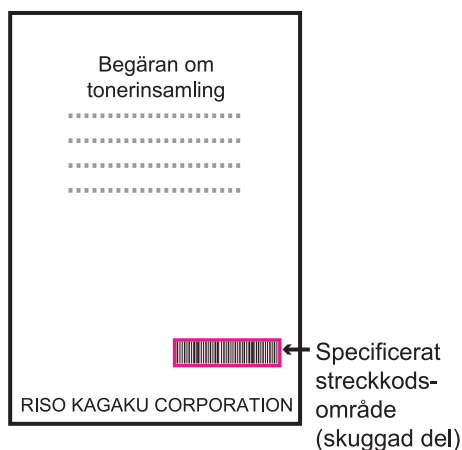 Begäran om
tonerinsamling
RISO KAGAKU CORPORATION
Specificerat
streckkods-
område
(skuggad del)